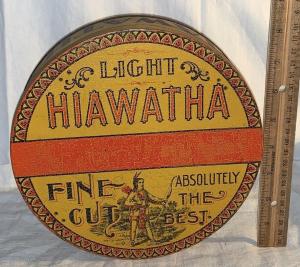 LIGHT
HIAWATHA
FINE CUT
ABSOLUTELY THE BEST.